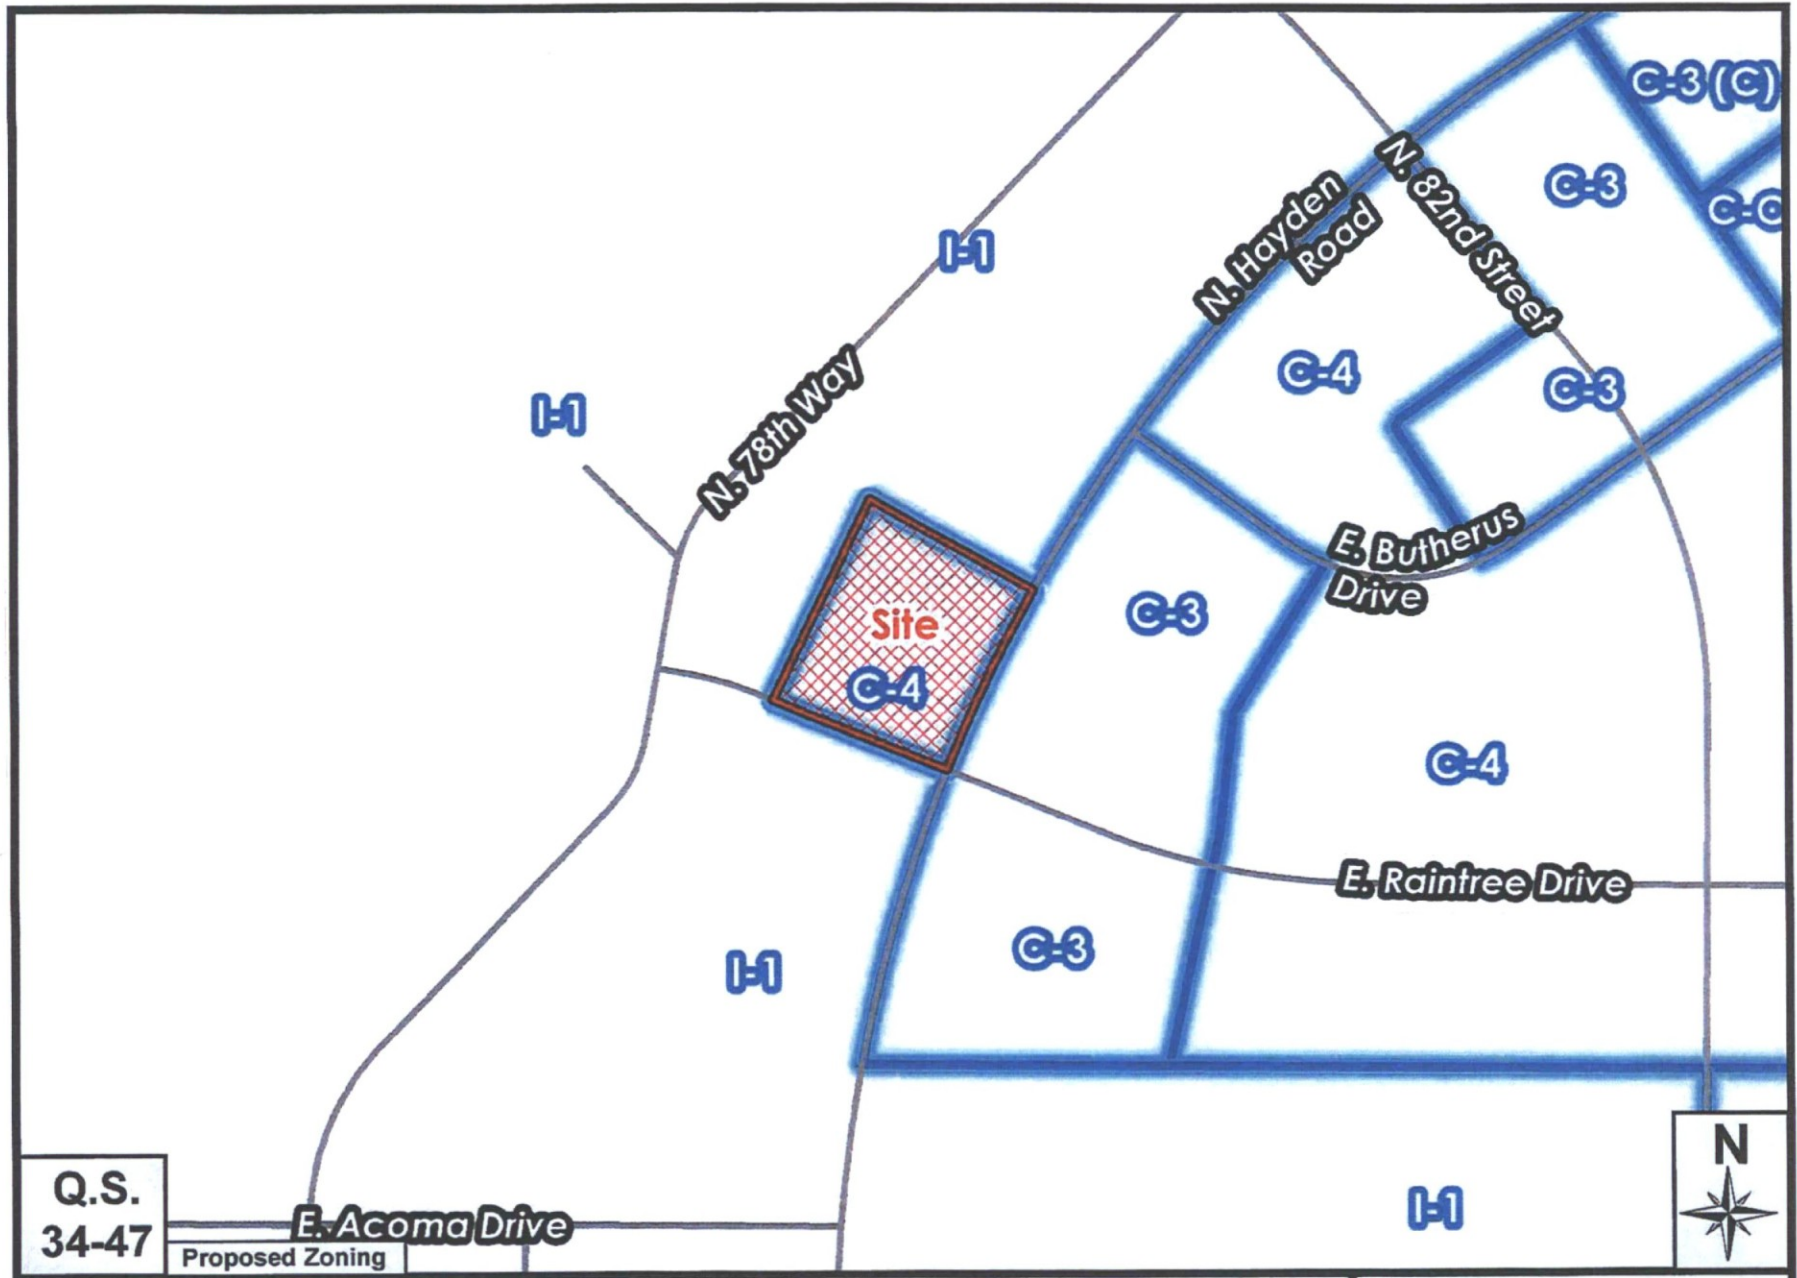 C-3(C)
N. 82nd Street
C-3
C-O
N. Hayden
Road
I-1
C-4
C-3
N. 78th Way
I-1
E. Butherus
Drive
Site
C-4
C-3
C-4
E. Raintree Drive
C-3
I-1
N
Q.S.
34-47
E. Acoma Drive
Proposed Zoning
I-1